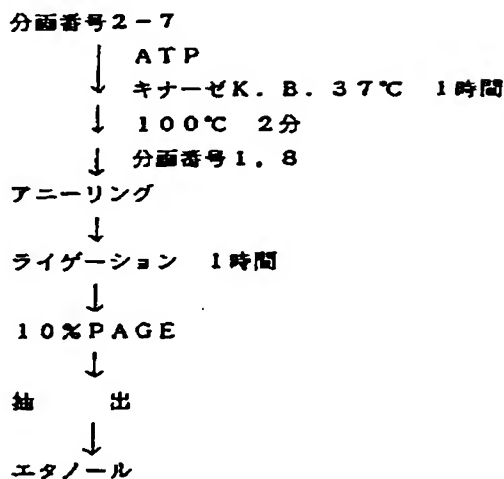 分画番号2-7
ATP
キナーゼK.B.37℃ 1時間
100℃ 2分
分画番号1,8
アニーリング
ライゲーション 1時間
10%PAGE
抽 出
エタノール